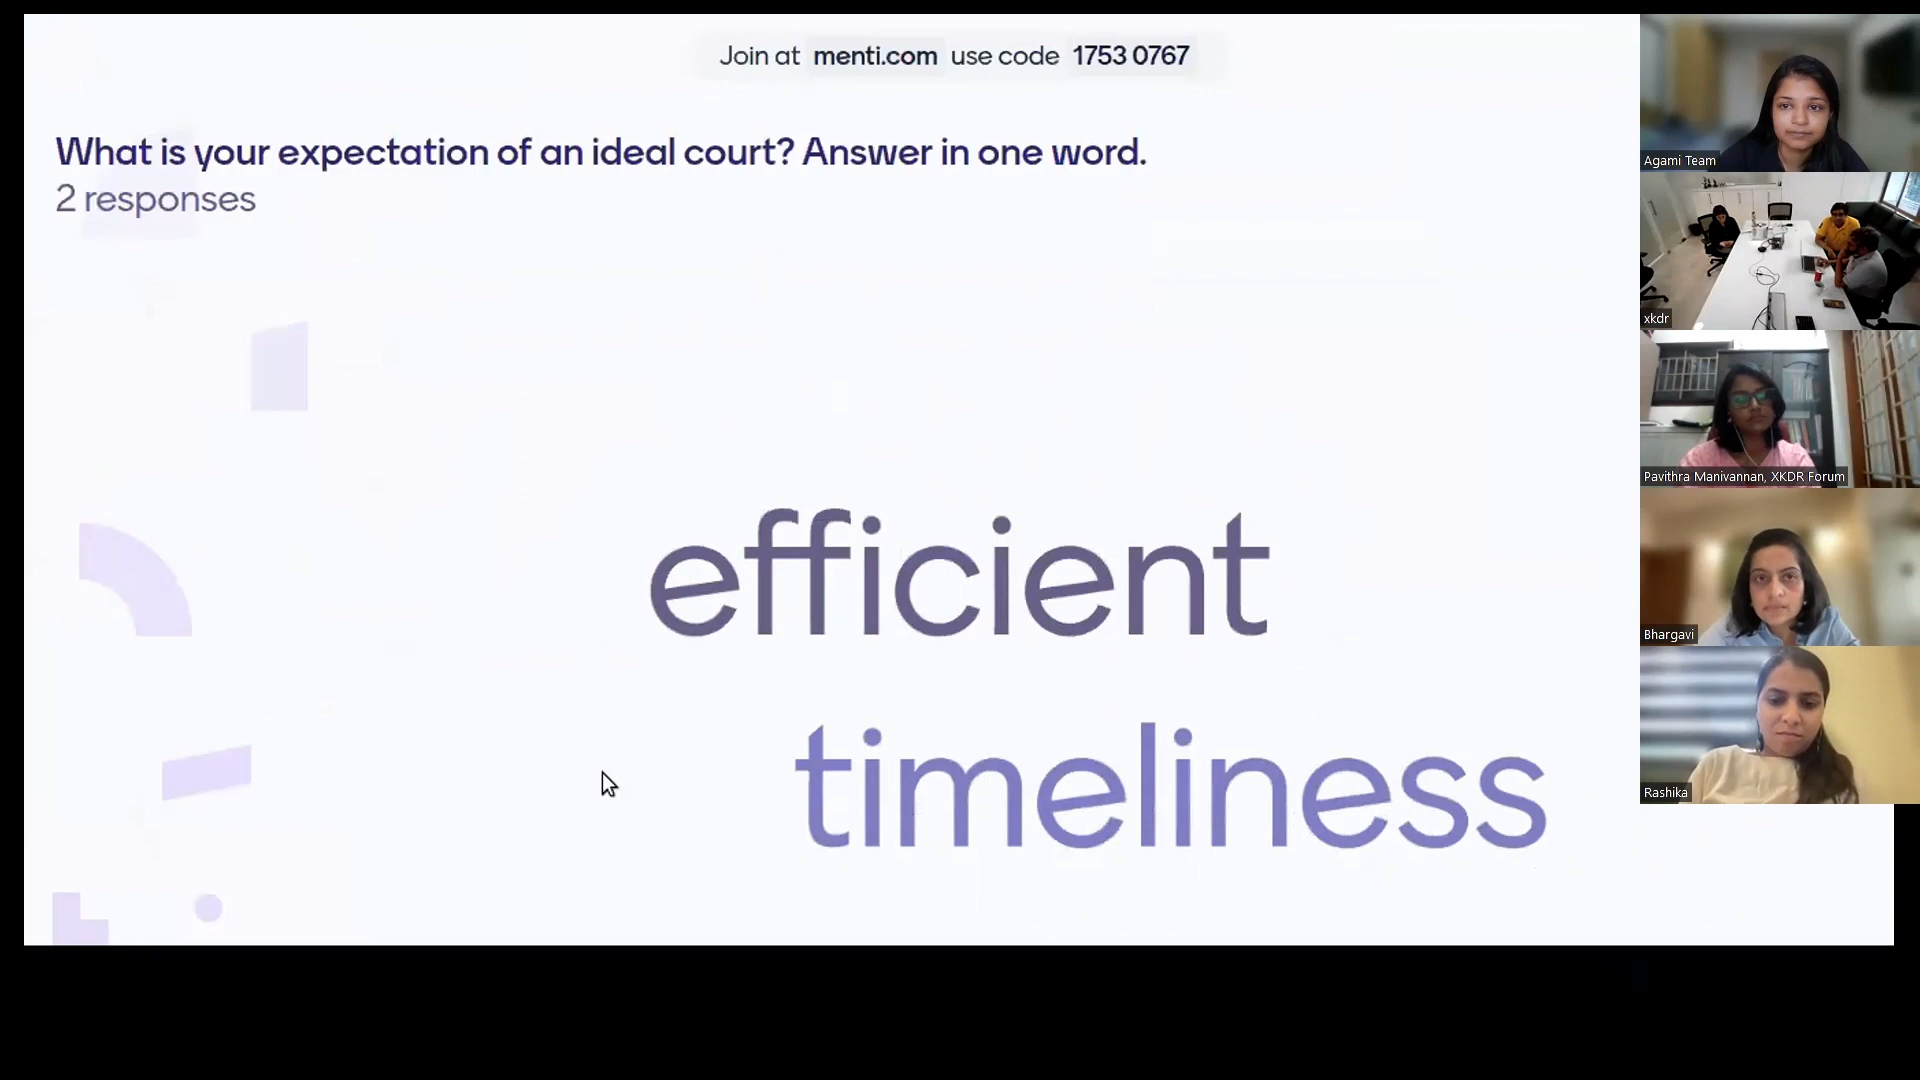 Join at menti.com use code 1753 0767
What is your expectation of an ideal court? Answer in one word.
2 responses
efficient
timeliness
Agami Team
xkdr
Pavithra Manivannan, XKDR Forum
Bhargavi
Rashika